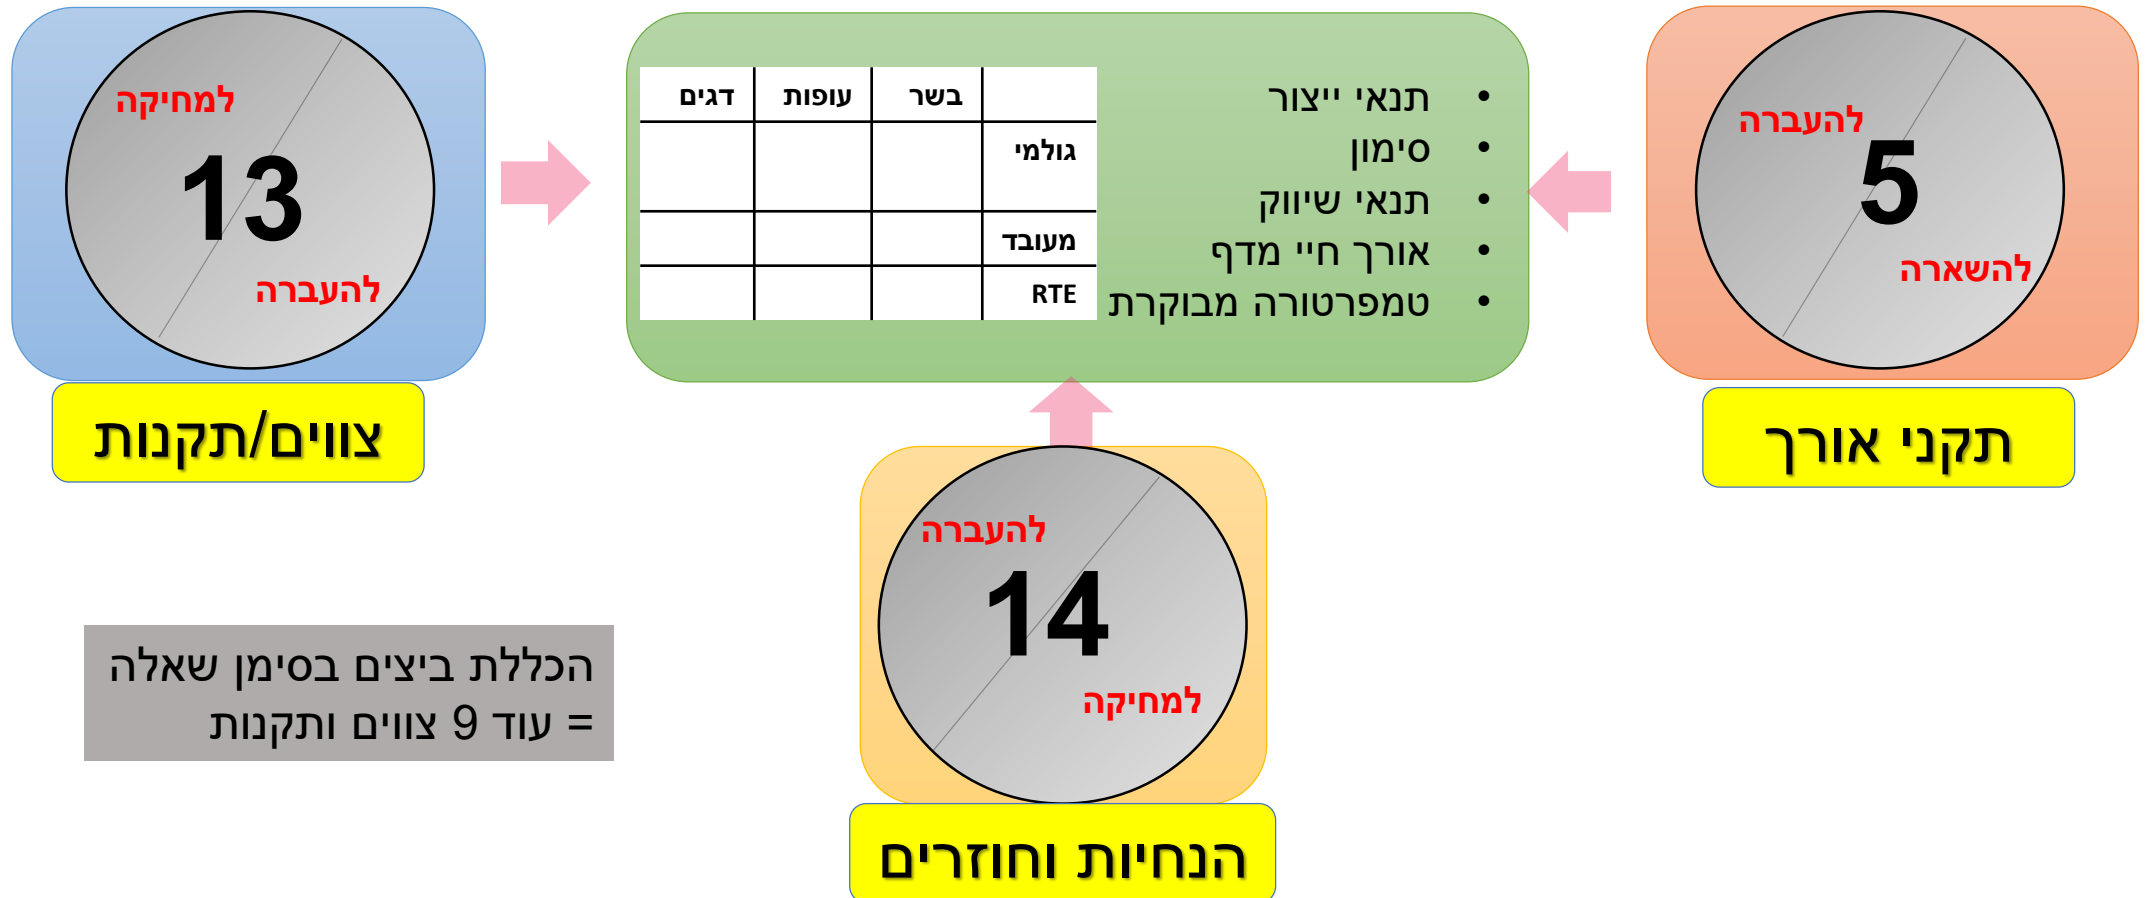 להעברה
5
להשארה
תקני אורך
• תנאי ייצור
• סימון
• תנאי שיווק
• אורך חיי מדף
• טמפרטורה מבוקרת
בשר עופות דגים
גולמי
מעובד
RTE
למחיקה
13
להעברה
צווים/תקנות
להעברה
14
למחיקה
הנחיות וחוזרים
הכללת ביצים בסימן שאלה
= עוד 9 צווים ותקנות